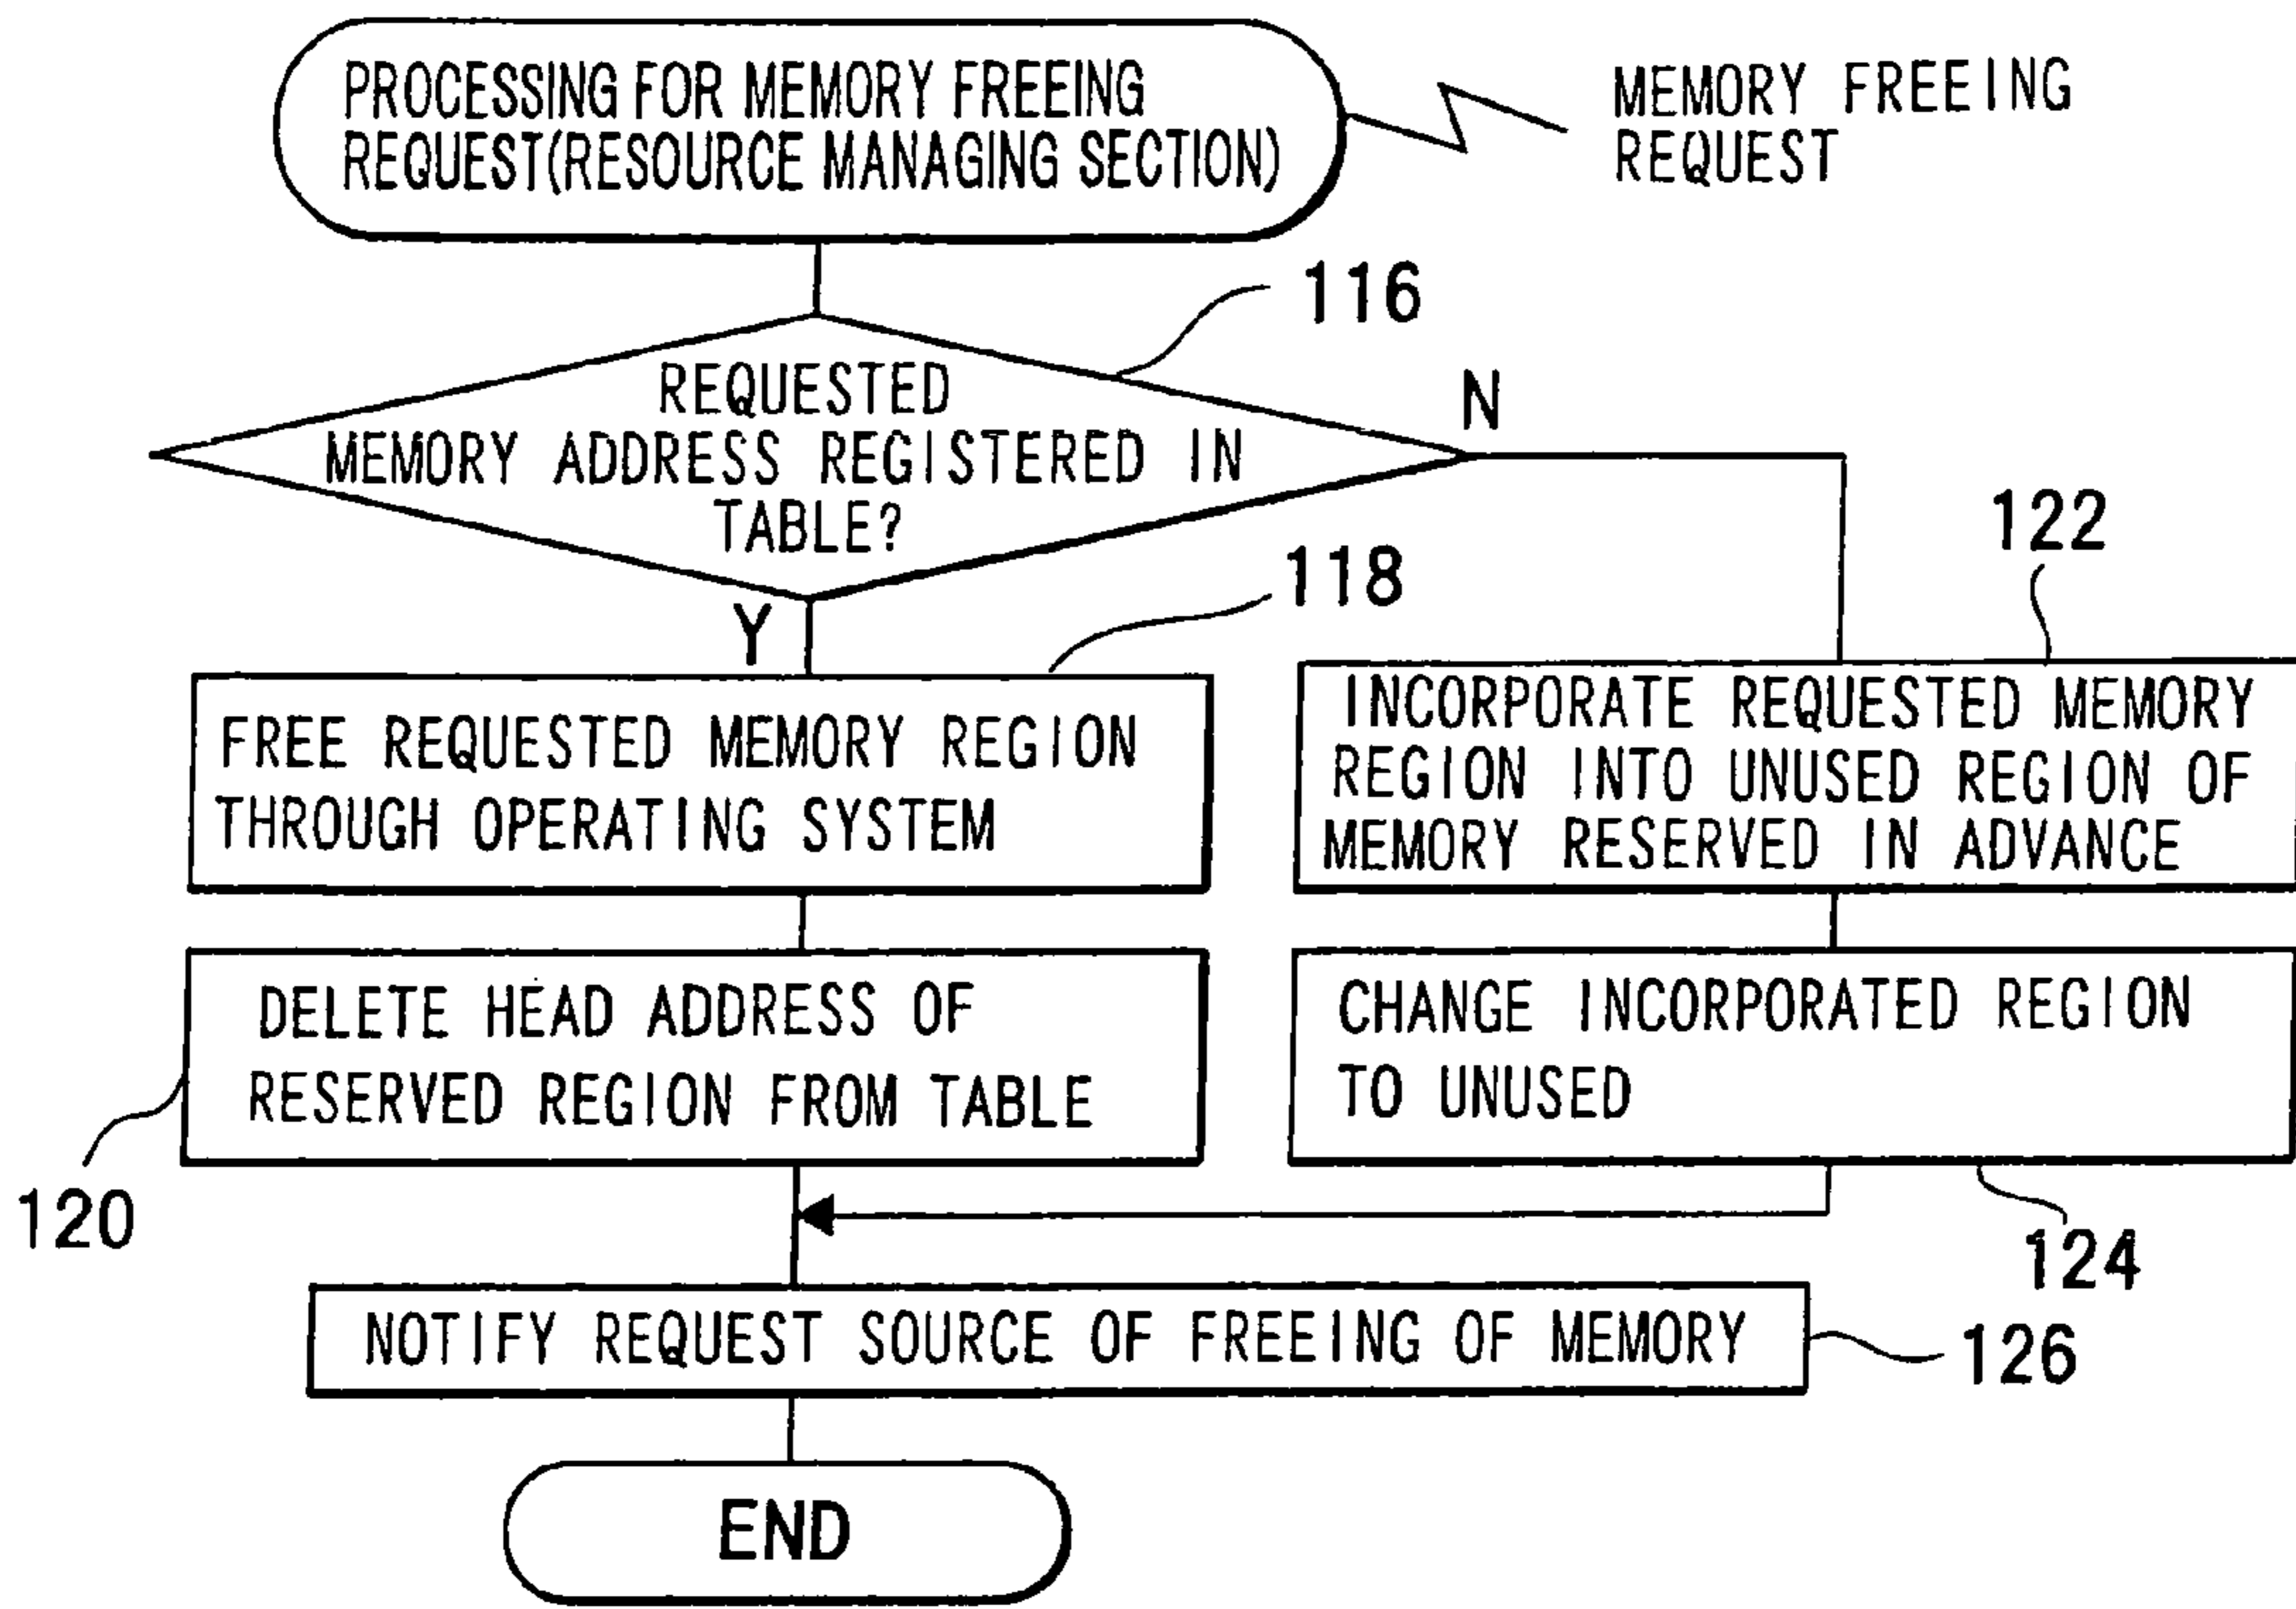 PROCESSING FOR MEMORY FREEING
REQUEST(RESOURCE MANAGING SECTION)
MEMORY FREEING
REQUEST
116
REQUESTED
MEMORY ADDRESS REGISTERED IN
TABLE?
N
Y
118
122
FREE REQUESTED MEMORY REGION
THROUGH OPERATING SYSTEM
INCORPORATE REQUESTED MEMORY
REGION INTO UNUSED REGION OF
MEMORY RESERVED IN ADVANCE
DELETE HEAD ADDRESS OF
RESERVED REGION FROM TABLE
120
CHANGE INCORPORATED REGION
TO UNUSED
124
NOTIFY REQUEST SOURCE OF FREEING OF MEMORY
126
END